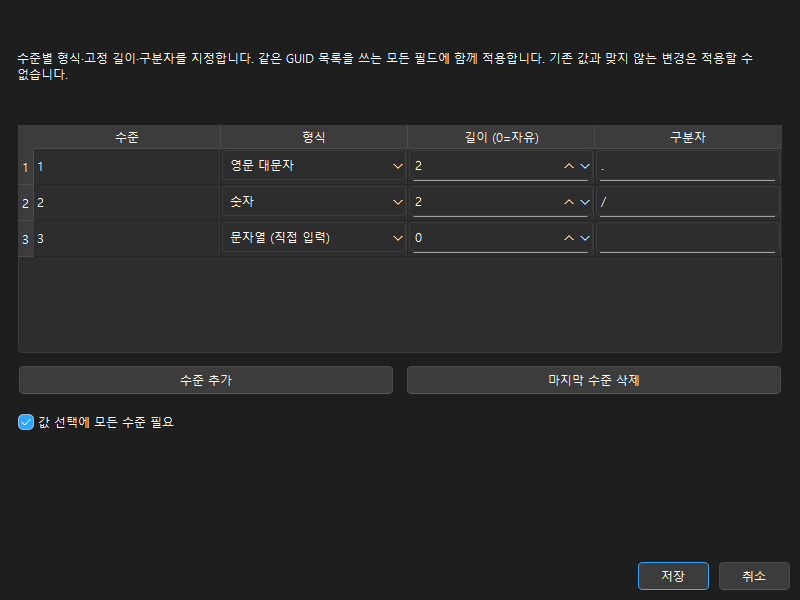 수준별 형식·고정 길이·구분자를 지정합니다. 같은 GUID 목록을 쓰는 모든 필드에 함께 적용합니다. 기존 값과 맞지 않는 변경은 적용할 수
없습니다.
수준 형식 길이 (0=자유) 구분자
1 1 영문 대문자 2 .
2 2 숫자 2 /
3 3 문자열 (직접 입력) 0
수준 추가 마지막 수준 삭제
값 선택에 모든 수준 필요
저장 취소